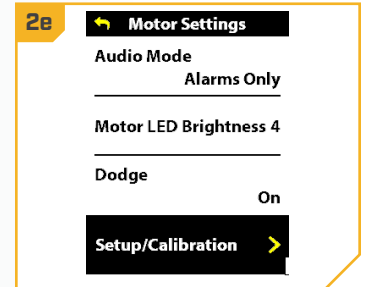 2e
Motor Settings
Audio Mode
Alarms Only
Motor LED Brightness 4
Dodge
On
Setup/Calibration